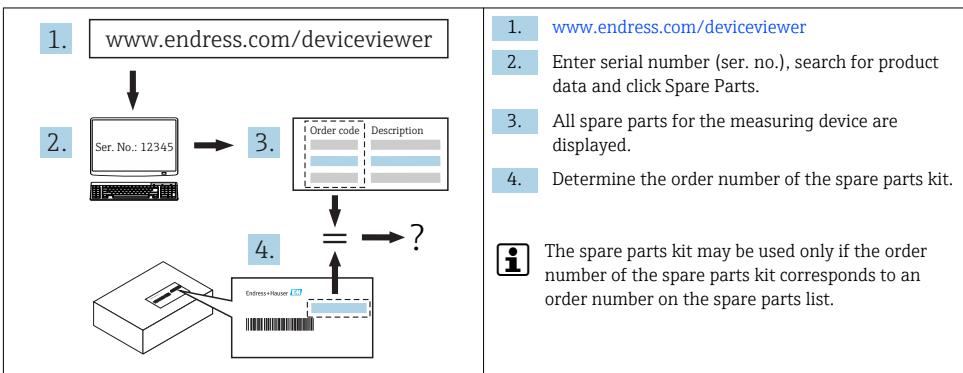 1.
www.endress.com/deviceviewer
2.
Ser. No.: 12345
3.
Order code
Description
4.
?
Endress+Hauser EH
1. www.endress.com/deviceviewer
2. Enter serial number (ser. no.), search for product
data and click Spare Parts.
3. All spare parts for the measuring device are
displayed.
4. Determine the order number of the spare parts kit.
i The spare parts kit may be used only if the order
number of the spare parts kit corresponds to an
order number on the spare parts list.